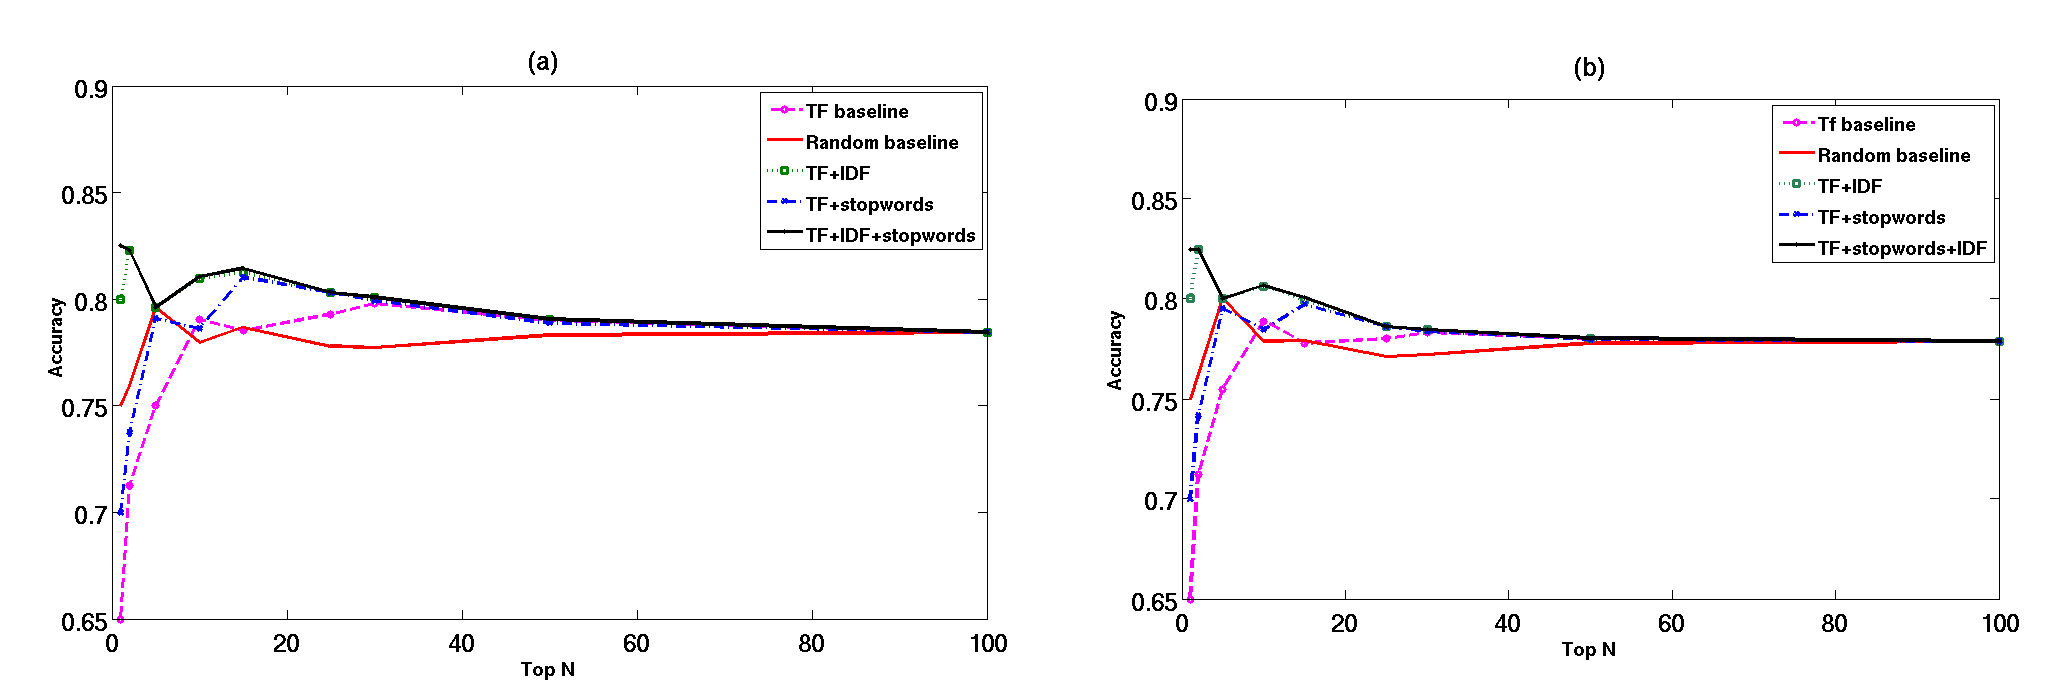 (a)
0.9
0.85
0.8
0.75
0.7
0.65
0
20
40
60
80
100
Accuracy
Top N
TF baseline
Random baseline
TF+IDF
TF+stopwords
TF+IDF+stopwords
(b)
0.9
0.85
0.8
0.75
0.7
0.65
0
20
40
60
80
100
Accuracy
Top N
Tf baseline
Random baseline
TF+IDF
TF+stopwords
TF+stopwords+IDF